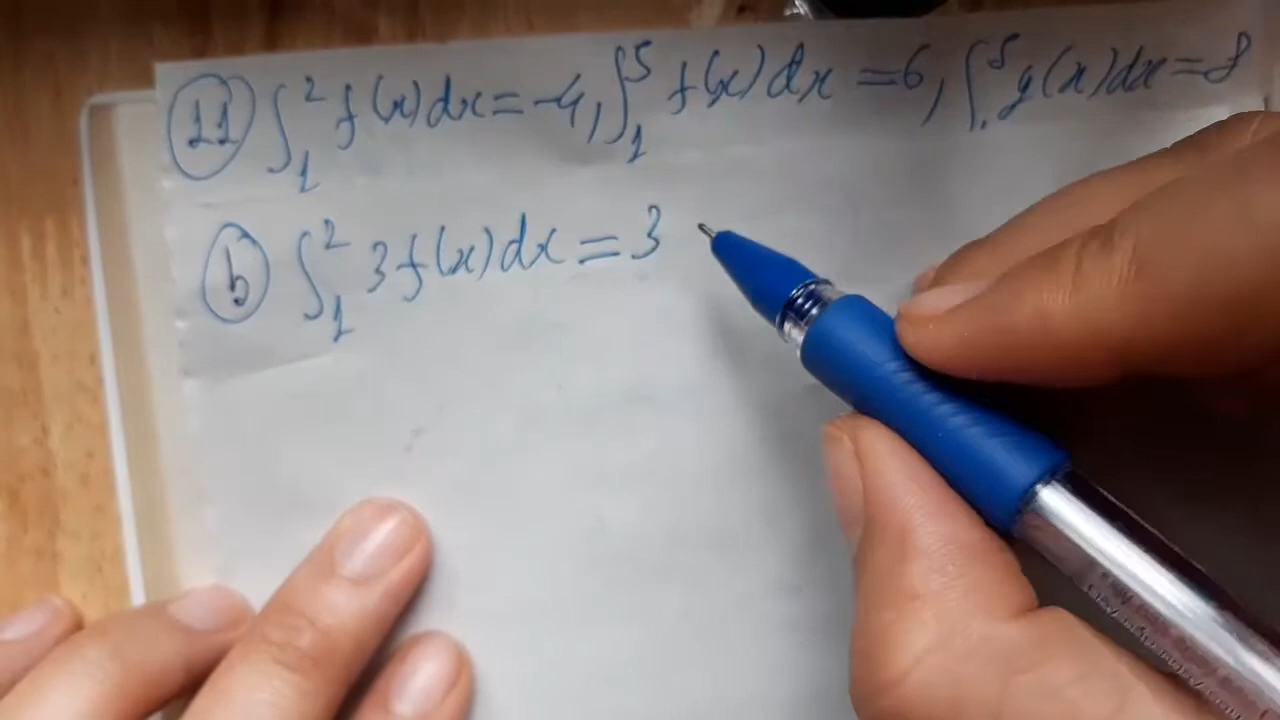 11 ∫₁² f(x)dx = -4, ∫₁⁵ f(x)dx = 6, ∫₁⁵ g(x)dx = 8
b ∫₁² 3f(x)dx = 3